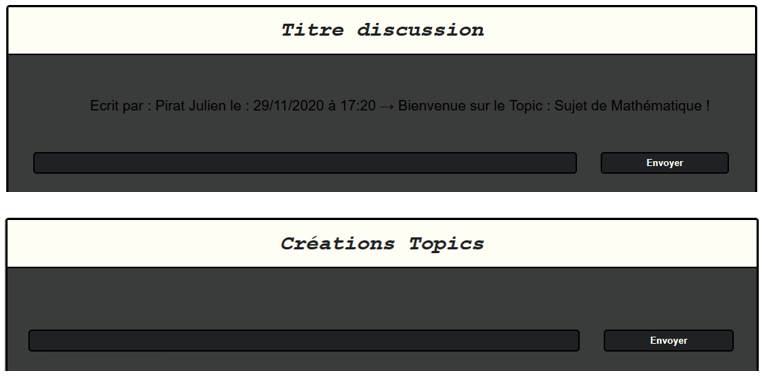 Titre discussion
Ecrit par : Pirat Julien le : 29/11/2020 à 17:20 → Bienvenue sur le Topic : Sujet de Mathématique !
Envoyer
Créations Topics
Envoyer